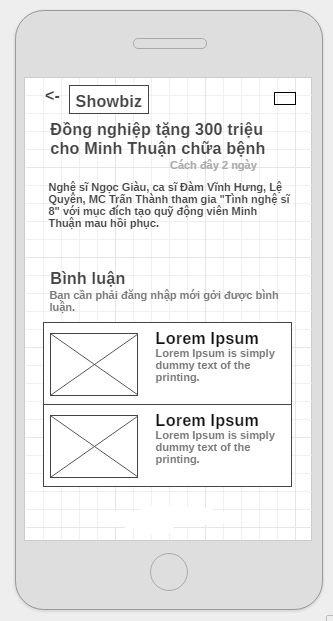 <- Showbiz
Đồng nghiệp tặng 300 triệu
cho Minh Thuận chữa bệnh
Cách đây 2 ngày
Nghệ sĩ Ngọc Giàu, ca sĩ Đàm Vĩnh Hưng, Lệ
Quyên, MC Trấn Thành tham gia "Tình nghệ sĩ
8" với mục đích tạo quỹ động viên Minh
Thuận mau hồi phục.
Bình luận
Bạn cần phải đăng nhập mới gởi được bình
luận.
Lorem Ipsum
Lorem Ipsum is simply
dummy text of the
printing.
Lorem Ipsum
Lorem Ipsum is simply
dummy text of the
printing.